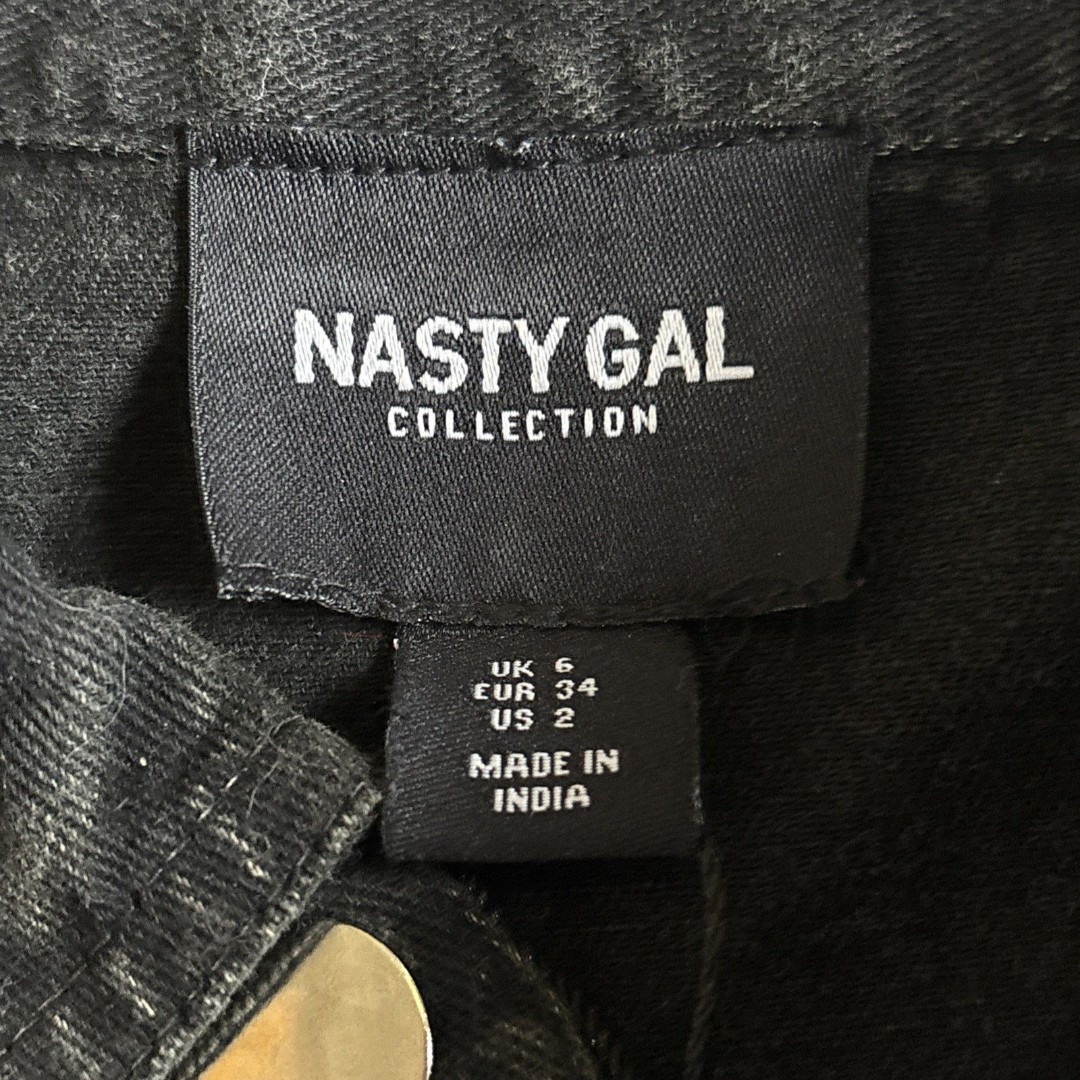 NASTY GAL
COLLECTION
UK 6
EUR 34
US 2
MADE IN
INDIA